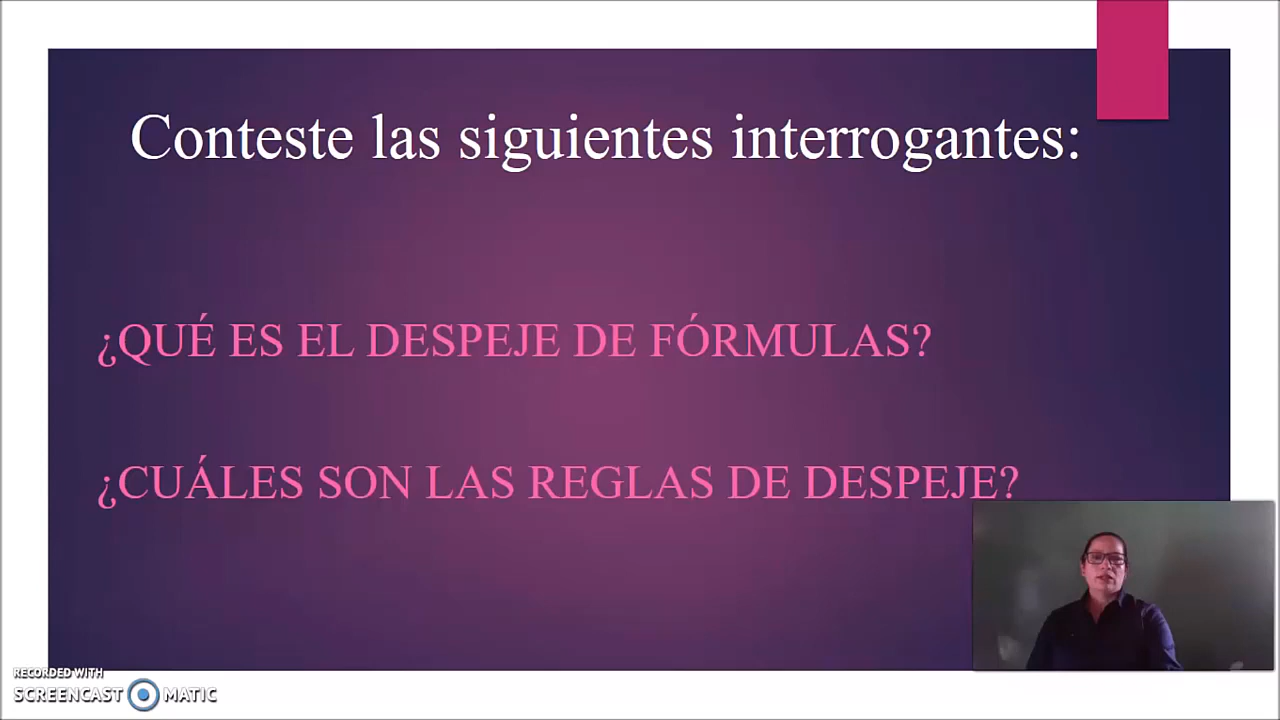 Conteste las siguientes interrogantes:
¿QUÉ ES EL DESPEJE DE FÓRMULAS?
¿CUÁLES SON LAS REGLAS DE DESPEJE?
RECORDED WITH
SCREENCAST MATIC